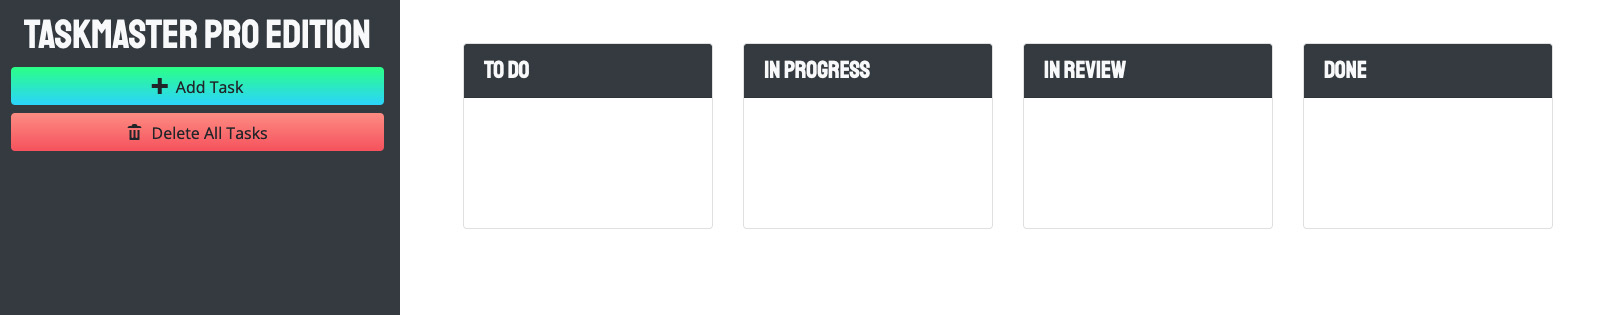 TASKMASTER PRO EDITION
Add Task
Delete All Tasks
TO DO
IN PROGRESS
IN REVIEW
DONE